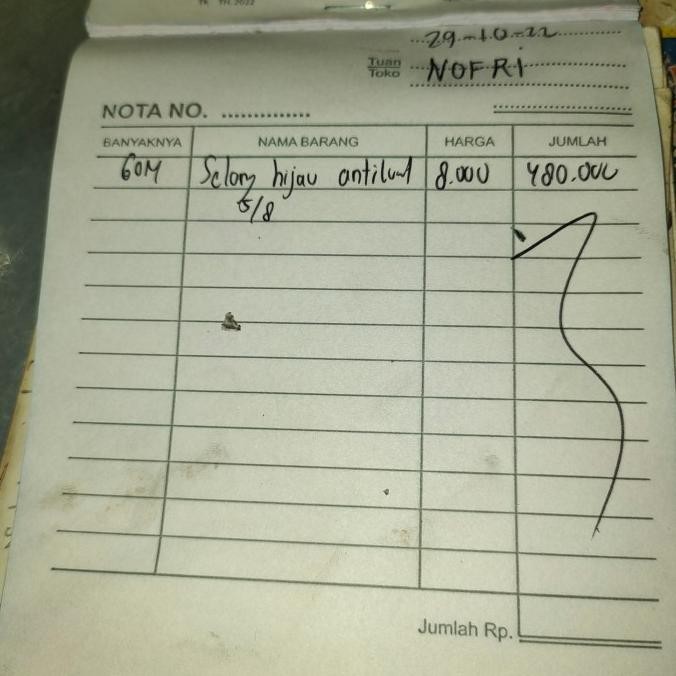 29-10-22
Tuan
Toko NOFRI
NOTA NO. ..............
BANYAKNYA NAMA BARANG HARGA JUMLAH
60M Selang hijau antilumt 8.000 480.000
5/8
Jumlah Rp.